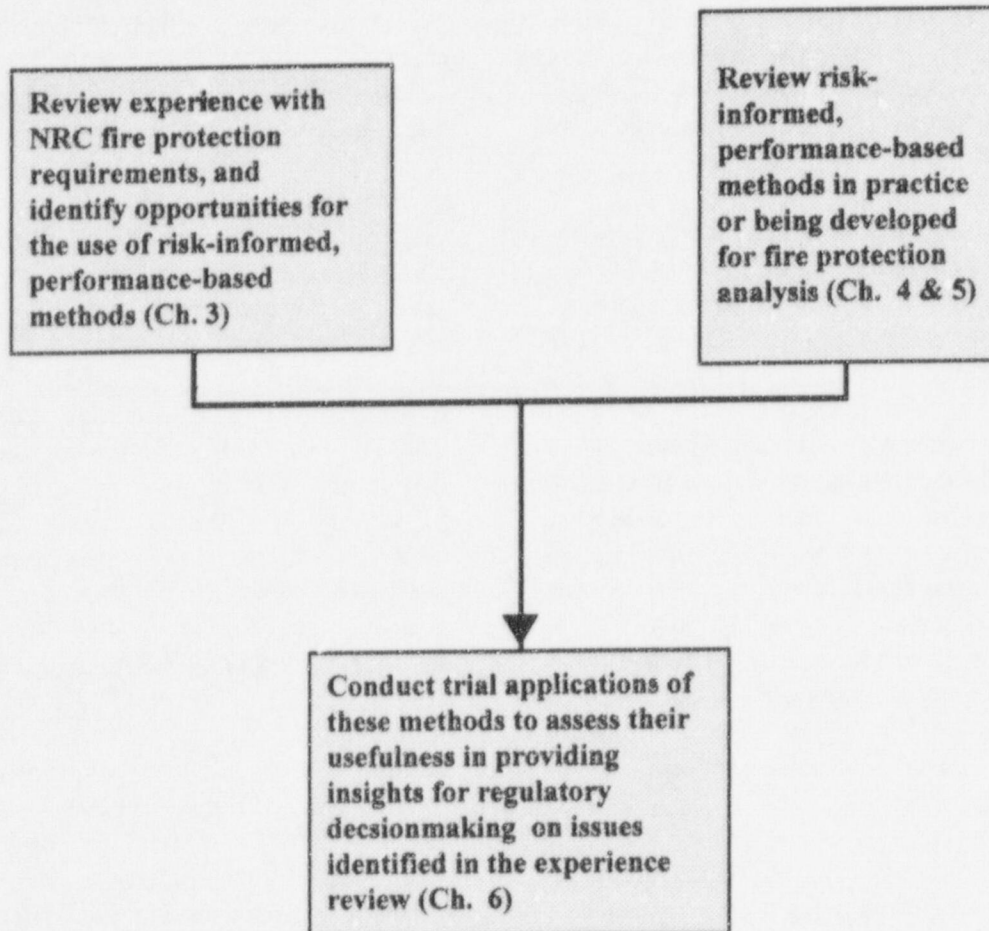 Review experience with
NRC fire protection
requirements, and
identify opportunities for
the use of risk-informed,
performance-based
methods (Ch. 3)
Review risk-
informed,
performance-based
methods in practice
or being developed
for fire protection
analysis (Ch. 4 & 5)
Conduct trial applications of
these methods to assess their
usefulness in providing
insights for regulatory
decsionmaking on issues
identified in the experience
review (Ch. 6)